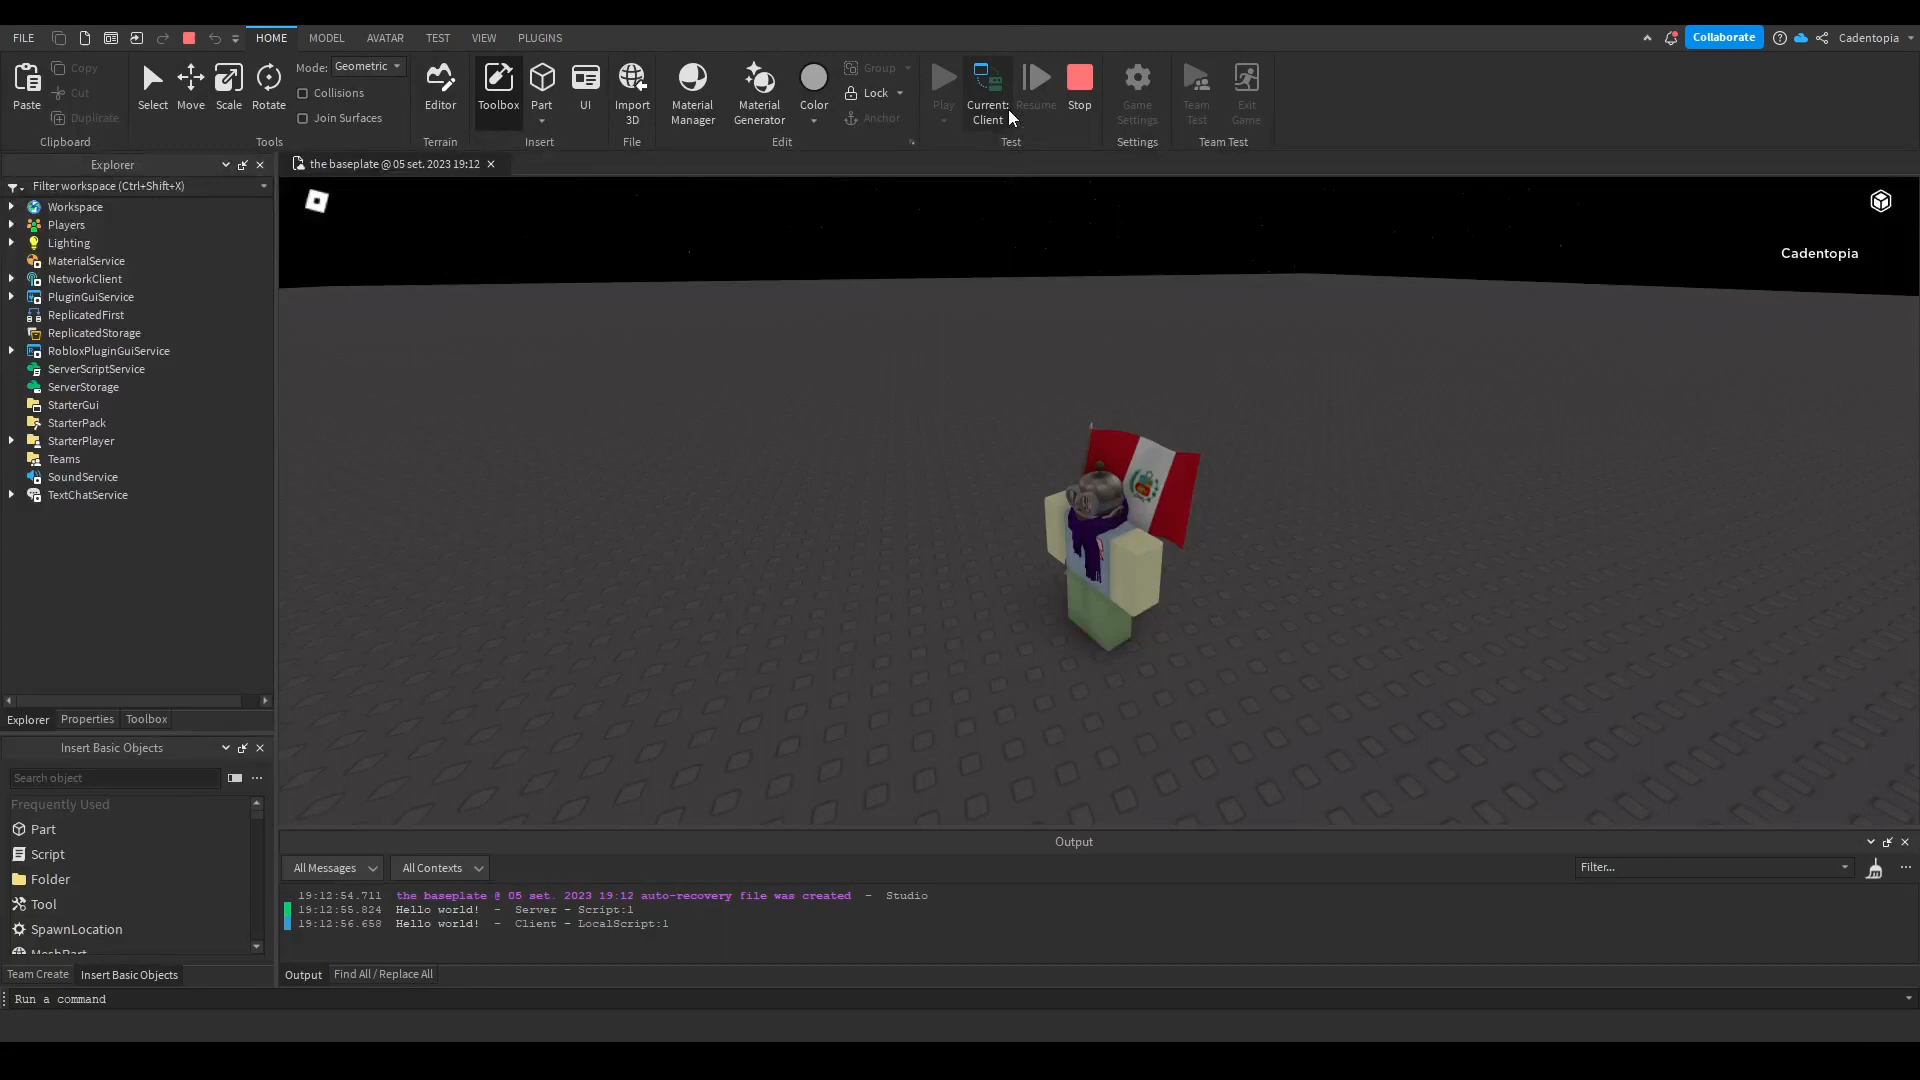 FILE HOME MODEL AVATAR TEST VIEW PLUGINS Collaborate Cadentopia
Paste
Copy
Cut
Duplicate
Clipboard
Select
Move
Scale
Rotate
Mode: Geometric
Collisions
Join Surfaces
Tools
Editor
Terrain
Toolbox
Part
UI
Insert
Import
3D
File
Material
Manager
Material
Generator
Color
Group
Lock
Anchor
Edit
Play
Current:
Client
Resume
Stop
Test
Game
Settings
Settings
Team
Test
Exit
Game
Team Test
Explorer
Filter workspace (Ctrl+Shift+X)
Workspace
Players
Lighting
MaterialService
NetworkClient
PluginGuiService
ReplicatedFirst
ReplicatedStorage
RobloxPluginGuiService
ServerScriptService
ServerStorage
StarterGui
StarterPack
StarterPlayer
Teams
SoundService
TextChatService
Explorer Properties Toolbox
Insert Basic Objects
Search object
Frequently Used
Part
Script
Folder
Tool
SpawnLocation
MeshPart
Team Create Insert Basic Objects
the baseplate @ 05 set. 2023 19:12
Cadentopia
Output
All Messages All Contexts Filter...
19:12:54.711 the baseplate @ 05 set. 2023 19:12 auto-recovery file was created - Studio
19:12:55.824 Hello world! - Server - Script:1
19:12:56.658 Hello world! - Client - LocalScript:1
Output Find All / Replace All
Run a command